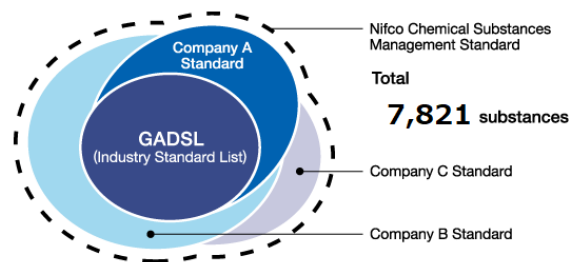 Nifco Chemical Substances
Management Standard
Company A
Standard
Total
7,821 substances
GADSL
(Industry Standard List)
Company C Standard
Company B Standard